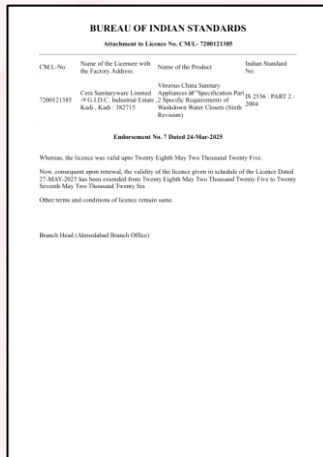 BUREAU OF INDIAN STANDARDS
Attachment to Licence No. CM/L- 7200121385
CM/L-No
Name of the Licensee with
the Factory Address
Name of the Product
Indian Standard
No.
7200121385
Cera Sanitaryware Limited
G.I.D.C. Industrial Estate ,
Kadi , Kadi : 382715
Vitreous China Sanitary
Appliances â€“Specification Part
2 Specific Requirements of
Washdown Water Closets (Sixth
Revision)
IS 2556 : PART 2 :
2004
Endorsement No. 7 Dated 24-Mar-2025
Whereas, the licence was valid upto Twenty Eighth May Two Thousand Twenty Five.
Now, consequent upon renewal, the validity of the licence given in schedule of the Licence Dated
27-MAY-2025 has been extended from Twenty Eighth May Two Thousand Twenty Five to Twenty
Seventh May Two Thousand Twenty Six
Other terms and conditions of licence remain same.
Branch Head (Ahmedabad Branch Office)